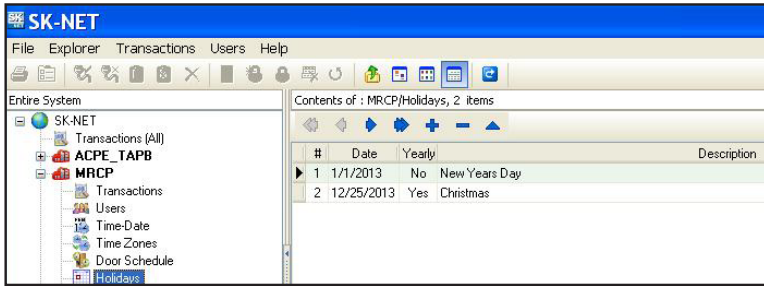 SK-NET
File Explorer Transactions Users Help
Entire System
SK-NET
Transactions (All)
ACPE_TAPB
MRCP
Transactions
Users
Time-Date
Time Zones
Door Schedule
Holidays
Contents of : MRCP/Holidays, 2 items
# Date Yearly Description
1 1/1/2013 No New Years Day
2 12/25/2013 Yes Christmas